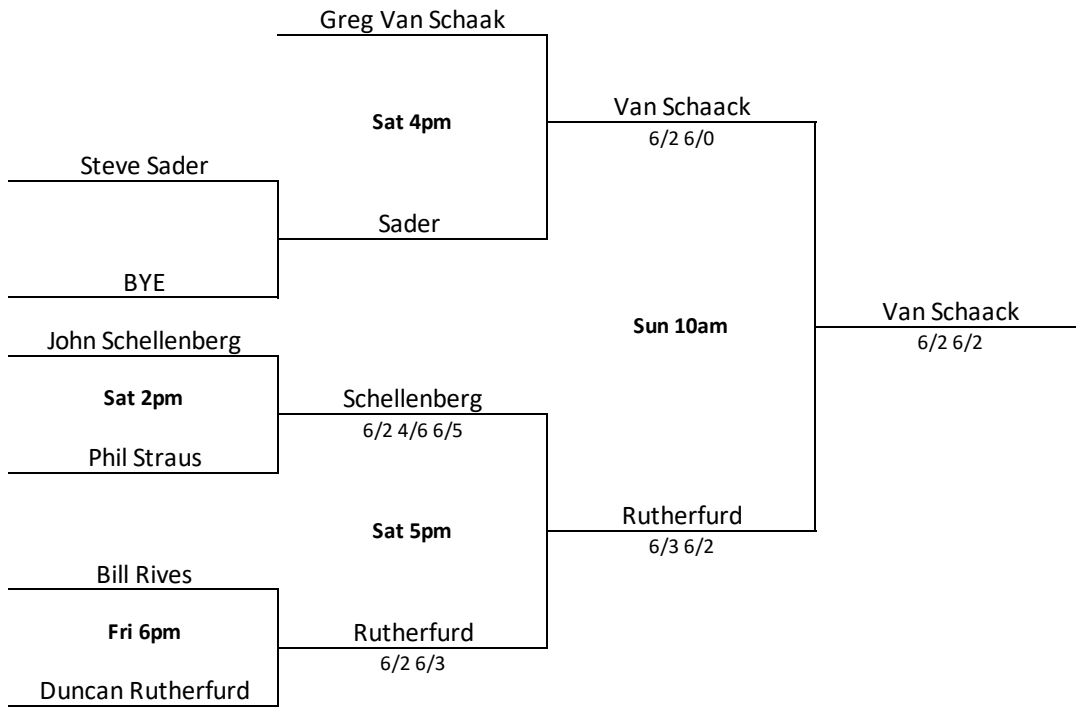 Greg Van Schaak
Sat 4pm
Van Schaack
6/2 6/0
Steve Sader
Sader
BYE
Sun 10am
Van Schaack
6/2 6/2
John Schellenberg
Sat 2pm
Schellenberg
6/2 4/6 6/5
Phil Straus
Sat 5pm
Rutherfurd
6/3 6/2
Bill Rives
Fri 6pm
Rutherfurd
6/2 6/3
Duncan Rutherfurd